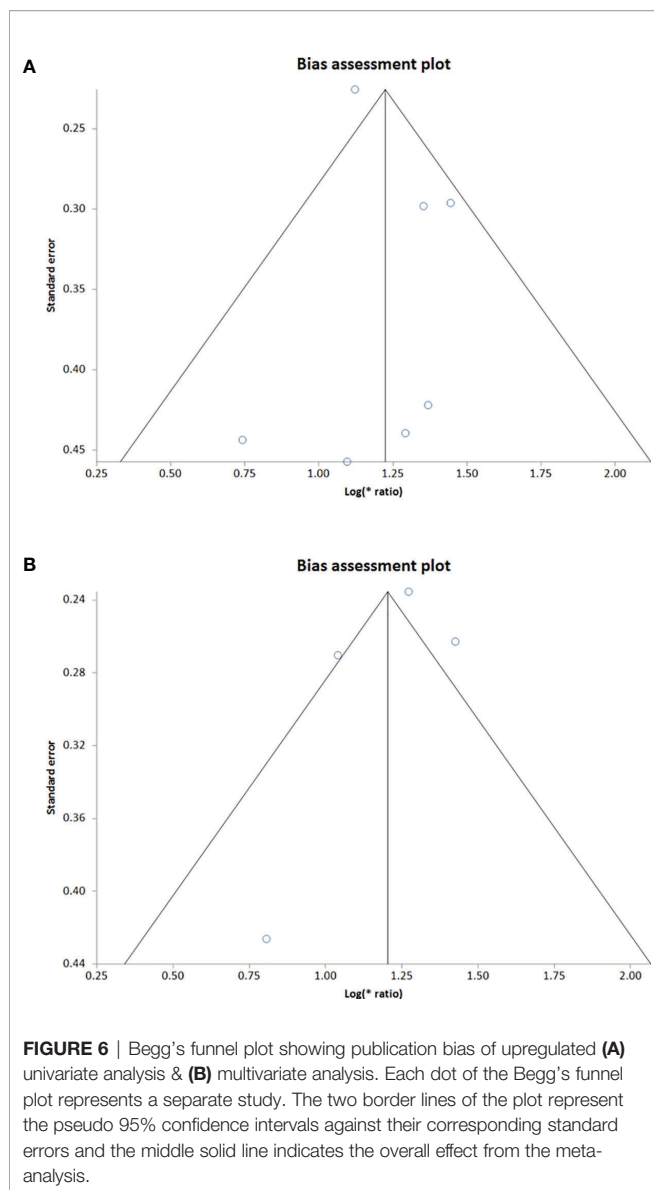 A
Bias assessment plot
0.25
0.30
0.35
0.40
0.45
Standard error
0.25 0.50 0.75 1.00 1.25 1.50 1.75 2.00
Log(* ratio)
B
Bias assessment plot
0.24
0.28
0.32
0.36
0.40
0.44
Standard error
0.25 0.50 0.75 1.00 1.25 1.50 1.75 2.00
Log(* ratio)
FIGURE 6 | Begg's funnel plot showing publication bias of upregulated (A)
univariate analysis & (B) multivariate analysis. Each dot of the Begg's funnel
plot represents a separate study. The two border lines of the plot represent
the pseudo 95% confidence intervals against their corresponding standard
errors and the middle solid line indicates the overall effect from the meta-
analysis.